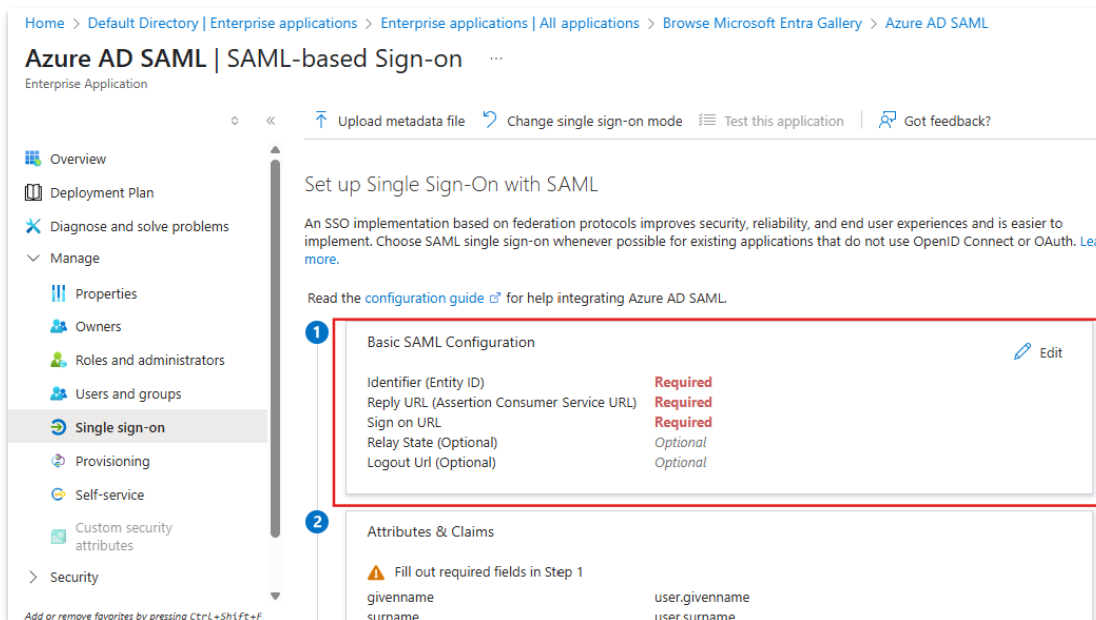 Home > Default Directory | Enterprise applications > Enterprise applications | All applications > Browse Microsoft Entra Gallery > Azure AD SAML
Azure AD SAML | SAML-based Sign-on ...
Enterprise Application
Upload metadata file Change single sign-on mode Test this application Got feedback?
Overview
Deployment Plan
Diagnose and solve problems
Manage
Properties
Owners
Roles and administrators
Users and groups
Single sign-on
Provisioning
Self-service
Custom security
attributes
Security
Add or remove favorites by pressing Ctrl+Shift+F
Set up Single Sign-On with SAML
An SSO implementation based on federation protocols improves security, reliability, and end user experiences and is easier to
implement. Choose SAML single sign-on whenever possible for existing applications that do not use OpenID Connect or OAuth. Lea
more.
Read the configuration guide for help integrating Azure AD SAML.
1
Basic SAML Configuration
Edit
Identifier (Entity ID) Required
Reply URL (Assertion Consumer Service URL) Required
Sign on URL Required
Relay State (Optional) Optional
Logout Url (Optional) Optional
2
Attributes & Claims
Fill out required fields in Step 1
givenname user.givenname
surname user.surname